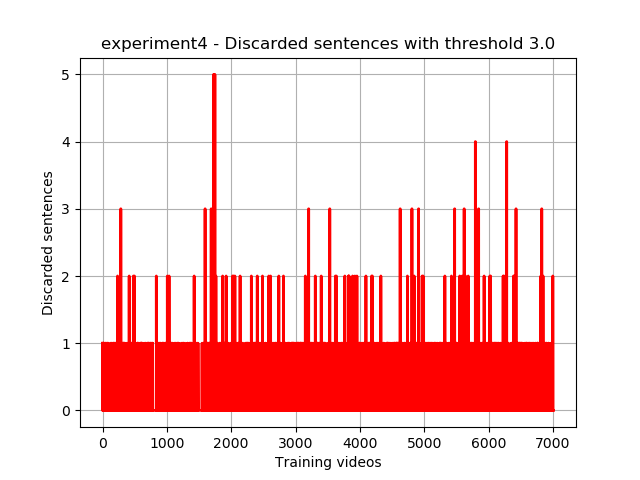 experiment4 - Discarded sentences with threshold 3.0
5
4
3
2
1
0
Discarded sentences
0 1000 2000 3000 4000 5000 6000 7000
Training videos